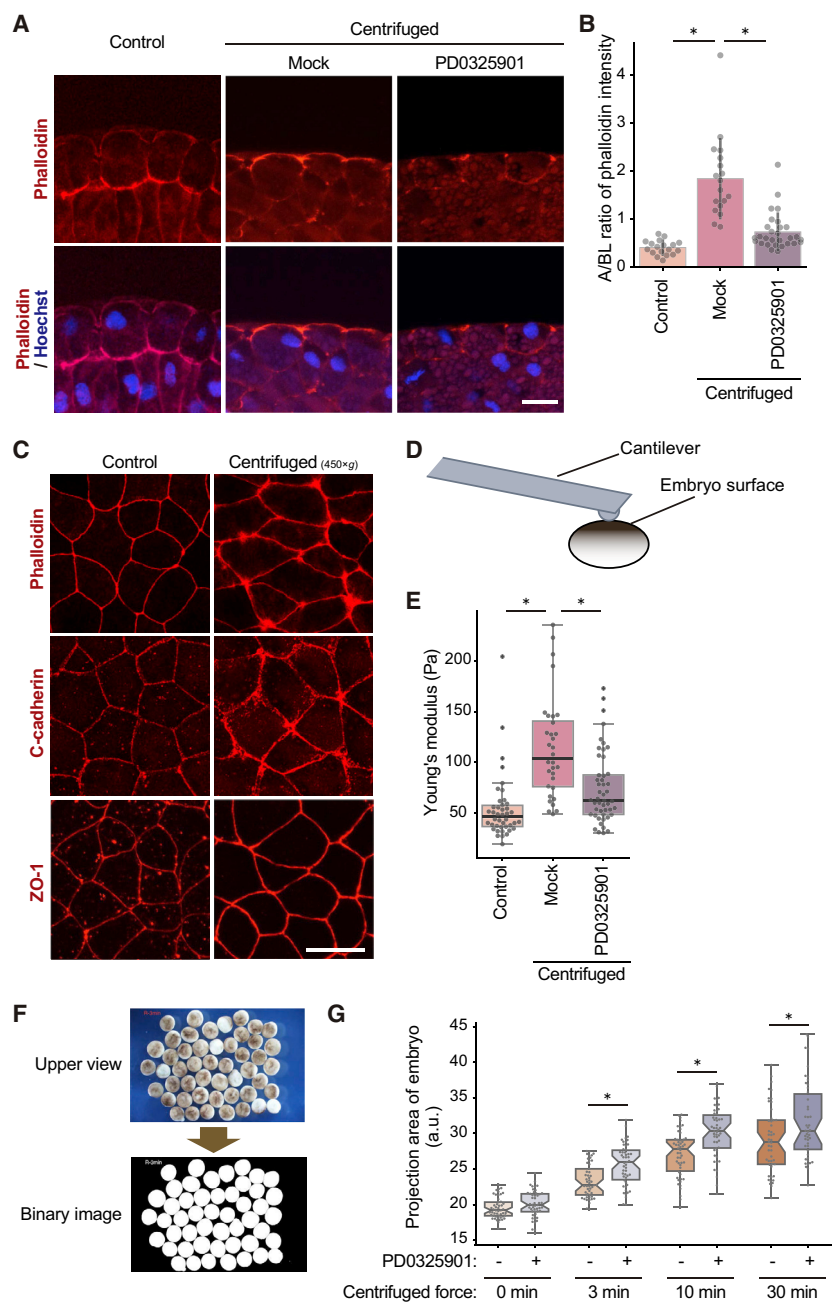 A
Control
Centrifuged
Mock
PD0325901
Phalloidin
Phalloidin
/ Hoechst
B
* *
A/BL ratio of phalloidin intensity
4
3
2
1
0
Control
Mock
PD0325901
Centrifuged
C
Control
Centrifuged (450×g)
Phalloidin
C-cadherin
ZO-1
D
Cantilever
Embryo surface
E
* *
Young's modulus (Pa)
200
150
100
50
Control
Mock
PD0325901
Centrifuged
F
Upper view
R-3min
Binary image
R-3min
G
Projection area of embryo
(a.u.)
45
40
35
30
25
20
15
* * *
PD0325901: - + - + - + - +
Centrifuged force: 0 min 3 min 10 min 30 min